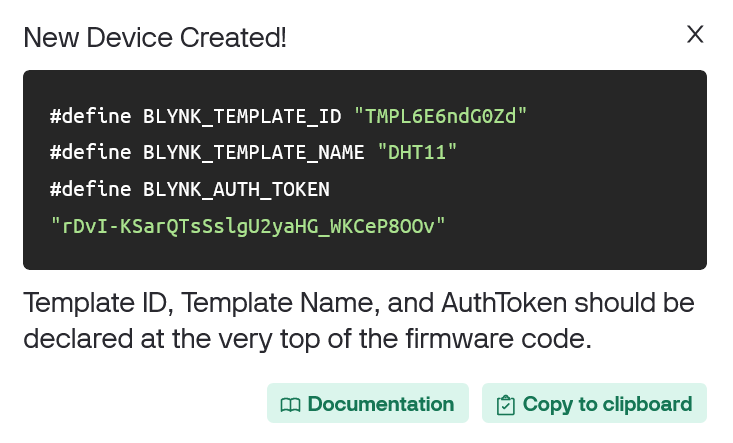 New Device Created!
#define BLYNK_TEMPLATE_ID "TMPL6E6ndG0Zd"
#define BLYNK_TEMPLATE_NAME "DHT11"
#define BLYNK_AUTH_TOKEN
"rDvI-KSarQTsSslgU2yaHG_WKCeP8OOv"
Template ID, Template Name, and AuthToken should be
declared at the very top of the firmware code.
Documentation
Copy to clipboard